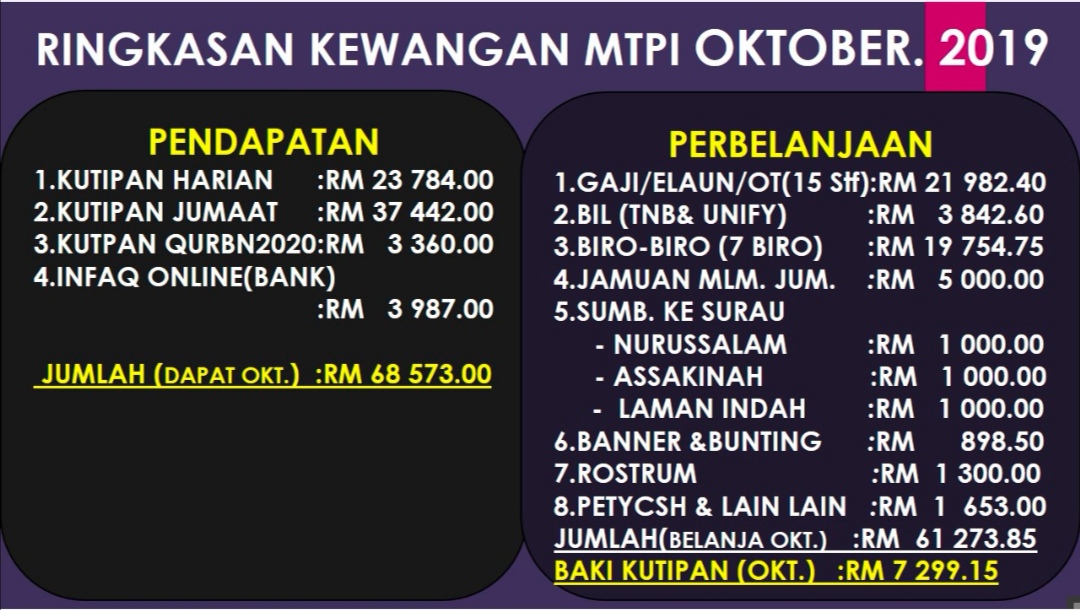 RINGKASAN KEWANGAN MTPI OKTOBER. 2019
PENDAPATAN
1.KUTIPAN HARIAN :RM 23 784.00
2.KUTIPAN JUMAAT :RM 37 442.00
3.KUTPAN QURBN2020:RM 3 360.00
4.INFAQ ONLINE(BANK)
:RM 3 987.00
JUMLAH (DAPAT OKT.) :RM 68 573.00
PERBELANJAAN
1.GAJI/ELAUN/OT(15 Stf):RM 21 982.40
2.BIL (TNB& UNIFY) :RM 3 842.60
3.BIRO-BIRO (7 BIRO) :RM 19 754.75
4.JAMUAN MLM. JUM. :RM 5 000.00
5.SUMB. KE SURAU
- NURUSSALAM :RM 1 000.00
- ASSAKINAH :RM 1 000.00
- LAMAN INDAH :RM 1 000.00
6.BANNER &BUNTING :RM 898.50
7.ROSTRUM :RM 1 300.00
8.PETYCSH & LAIN LAIN :RM 1 653.00
JUMLAH(BELANJA OKT.) :RM 61 273.85
BAKI KUTIPAN (OKT.) :RM 7 299.15